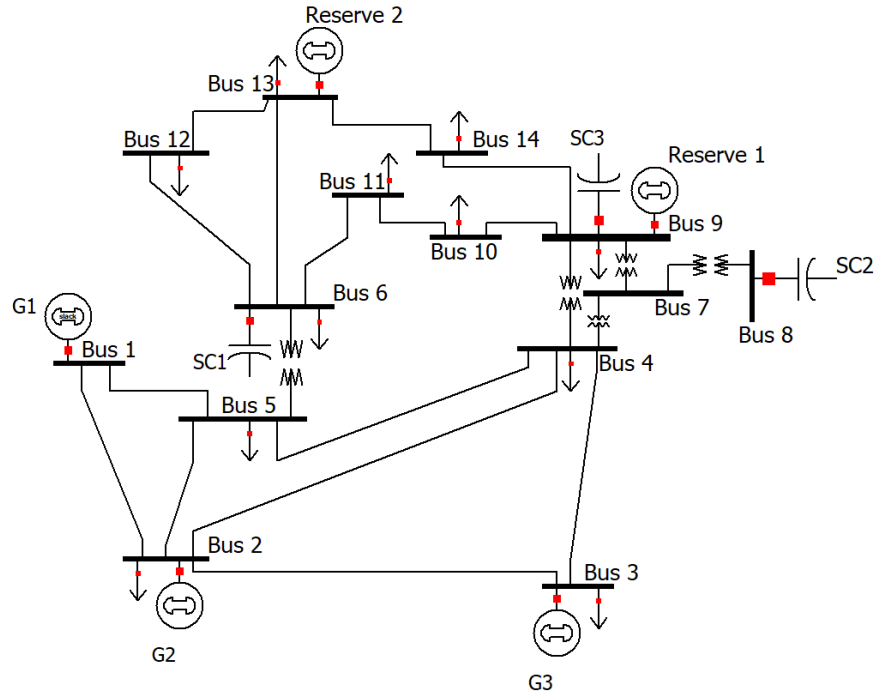 Reserve 2
Bus 13
Bus 12
Bus 14
SC3
Reserve 1
Bus 11
Bus 9
Bus 10
SC2
Bus 7
Bus 6
G1
slack
Bus 8
Bus 1
SC1
Bus 4
Bus 5
Bus 2
Bus 3
G2
G3